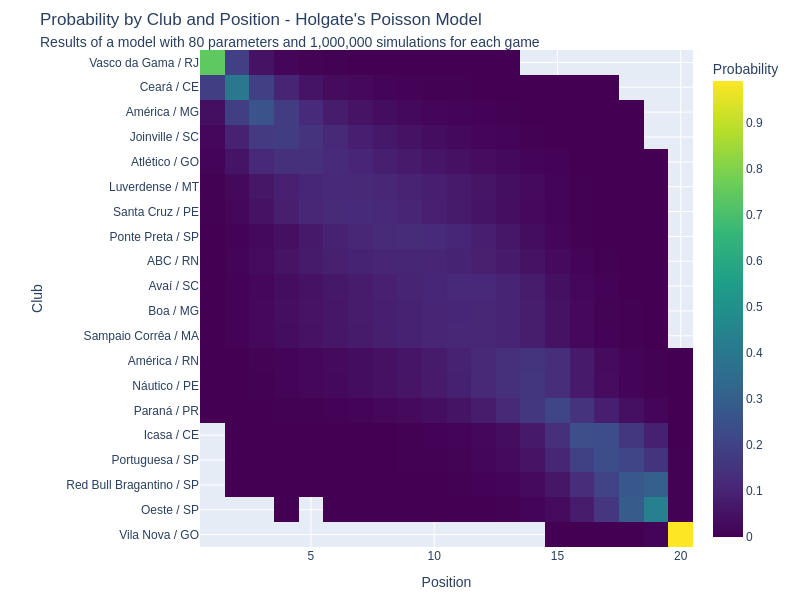 Probability by Club and Position - Holgate's Poisson Model
Results of a model with 80 parameters and 1,000,000 simulations for each game
Probability
Vasco da Gama / RJ
Ceará / CE
América / MG
Joinville / SC
Atlético / GO
Luverdense / MT
Santa Cruz / PE
Ponte Preta / SP
ABC / RN
Avaí / SC
Boa / MG
Sampaio Corrêa / MA
América / RN
Náutico / PE
Paraná / PR
Icasa / CE
Portuguesa / SP
Red Bull Bragantino / SP
Oeste / SP
Vila Nova / GO
Club
5
10
15
20
Position
0.9
0.8
0.7
0.6
0.5
0.4
0.3
0.2
0.1
0